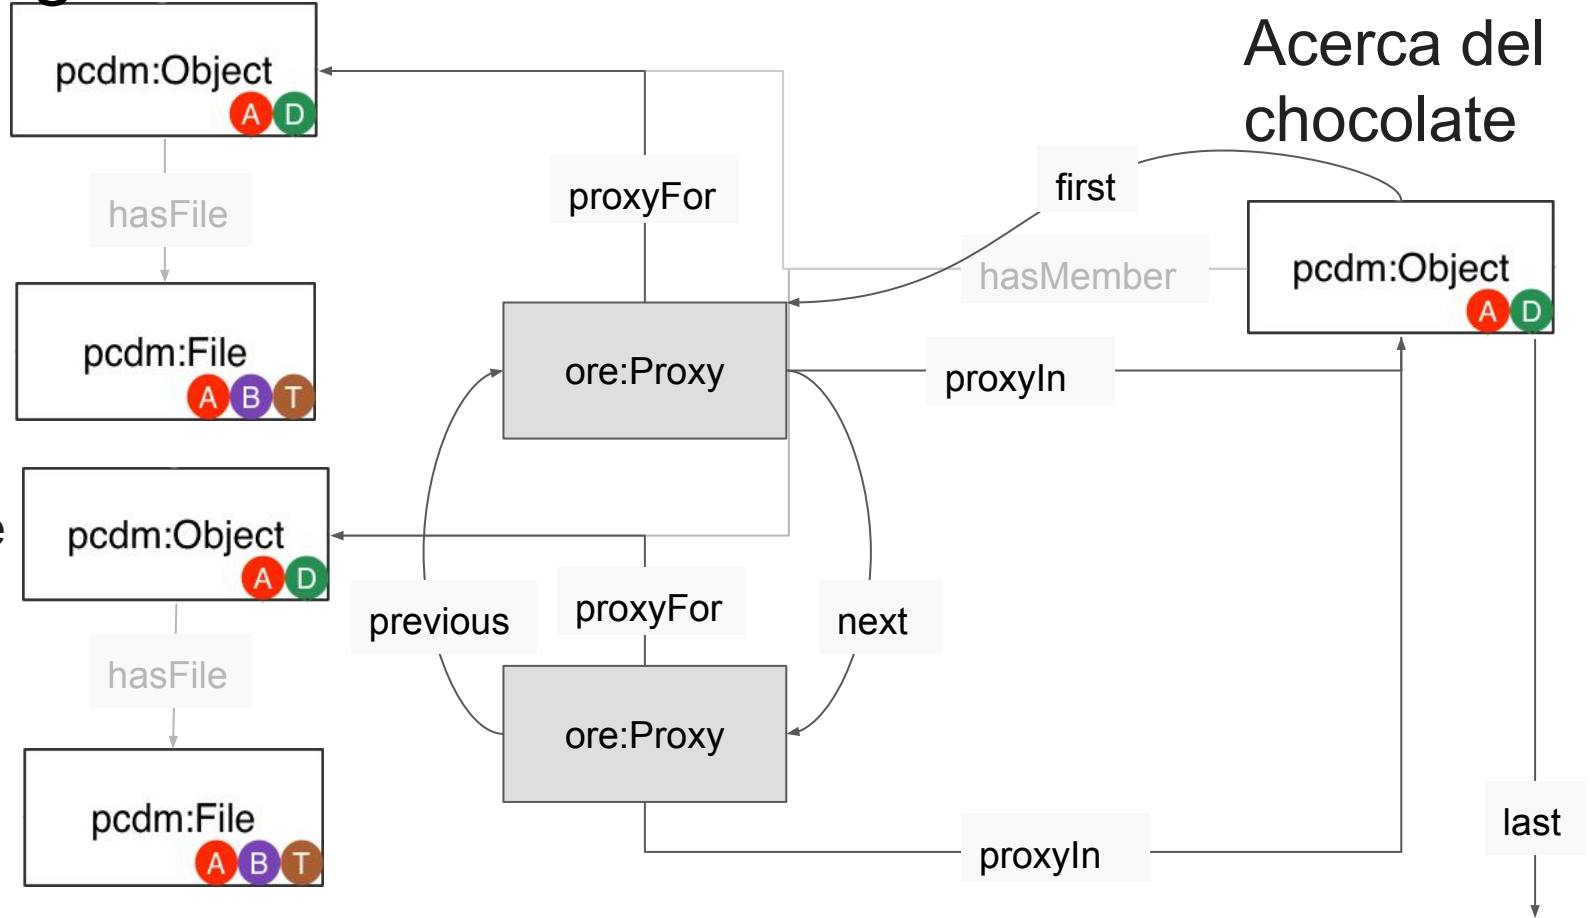 Acerca del
chocolate
pcdm:Object
A D
proxyFor
first
hasFile
hasMember
pcdm:Object
A D
pcdm:File
A B T
ore:Proxy
proxyIn
pcdm:Object
A D
previous
proxyFor
next
hasFile
ore:Proxy
pcdm:File
A B T
last
proxyIn